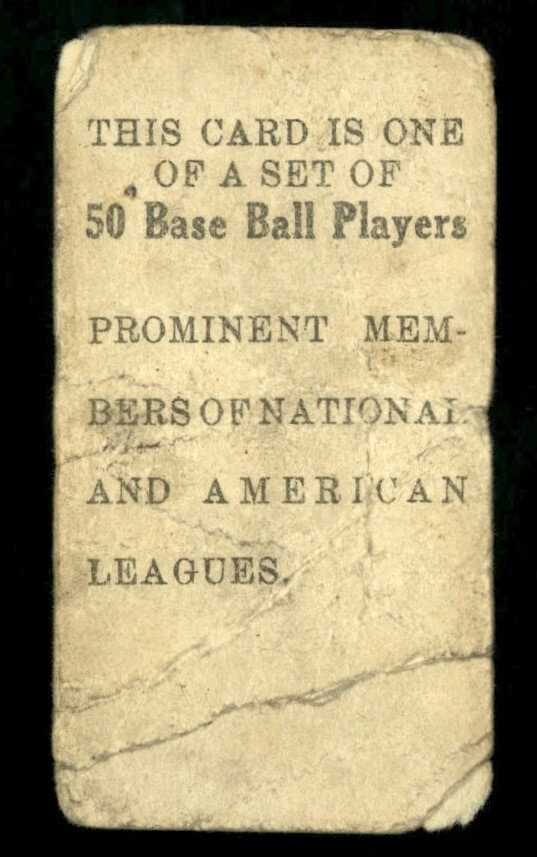 THIS CARD IS ONE
OF A SET OF
50 Base Ball Players
PROMINENT MEM-
BERS OF NATIONAL
AND AMERICAN
LEAGUES.